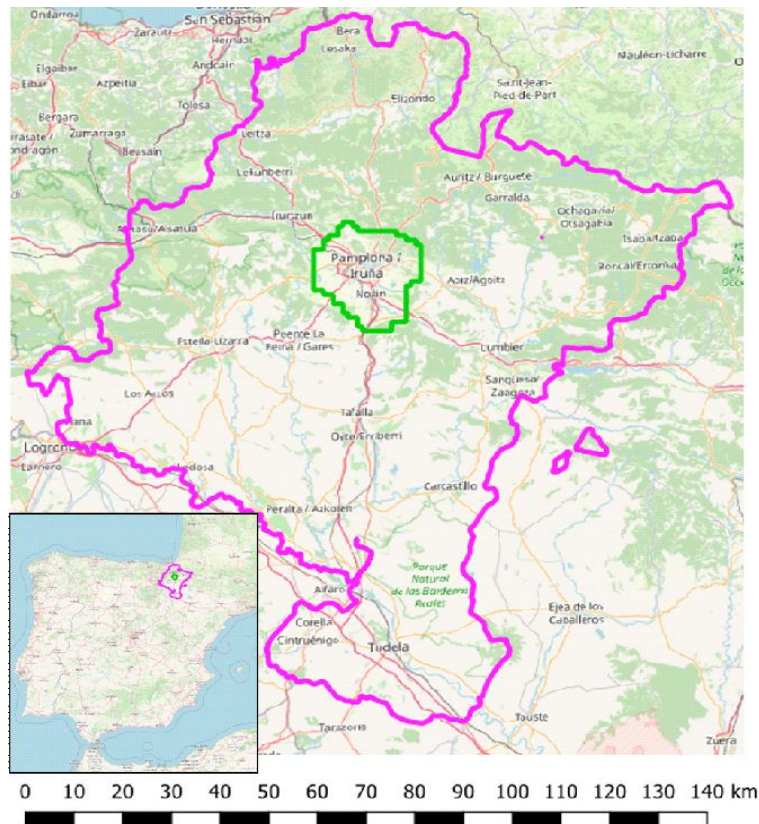 Ondarroa
San Sebastián
Zarautz
Hernani
Bera
Lesaka
Andoain
Mauléon-Licharre
Elgoibar
Eibar
Azpeitia
Saint-Jean-
Pied-de-Port
Elizondo
Tolosa
Bergara
Zumarraga
Leitza
Beasain
Lekunberri
Auritz / Burguete
Garralda
Ochagavía/
Otsagabia
Irurzun
Altsasu/Alsasua
Isaba/Izaba
Pamplona /
Iruña
Roncal/Erronkari
Noáin
Aoiz/Agoitz
Estella-Lizarra
Puente La
Reina / Gares
Lumbier
Sangüesa/
Zangoza
Los Arcos
Viana
Tafalla
Olite/Erriberri
Logroño
Lodosa
Carcastillo
Peralta / Azkoien
Parque
Natural
de las Bardenas
Reales
Alfaro
Ejea de los
Caballeros
Corella
Cintruénigo
Tudela
Tauste
Tarazona
Zuera
0 10 20 30 40 50 60 70 80 90 100 110 120 130 140 km